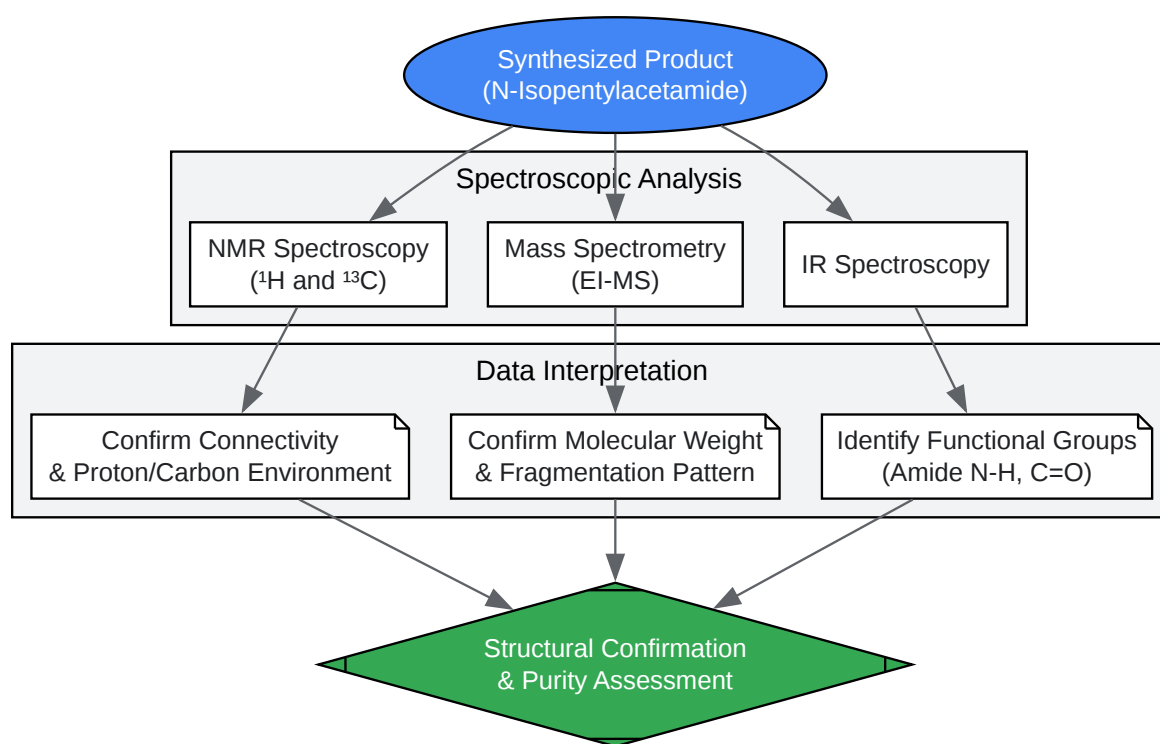 Synthesized Product
(N-Isopentylacetamide)
Spectroscopic Analysis
NMR Spectroscopy
(¹H and ¹³C)
Mass Spectrometry
(EI-MS)
IR Spectroscopy
Data Interpretation
Confirm Connectivity
& Proton/Carbon Environment
Confirm Molecular Weight
& Fragmentation Pattern
Identify Functional Groups
(Amide N-H, C=O)
Structural Confirmation
& Purity Assessment